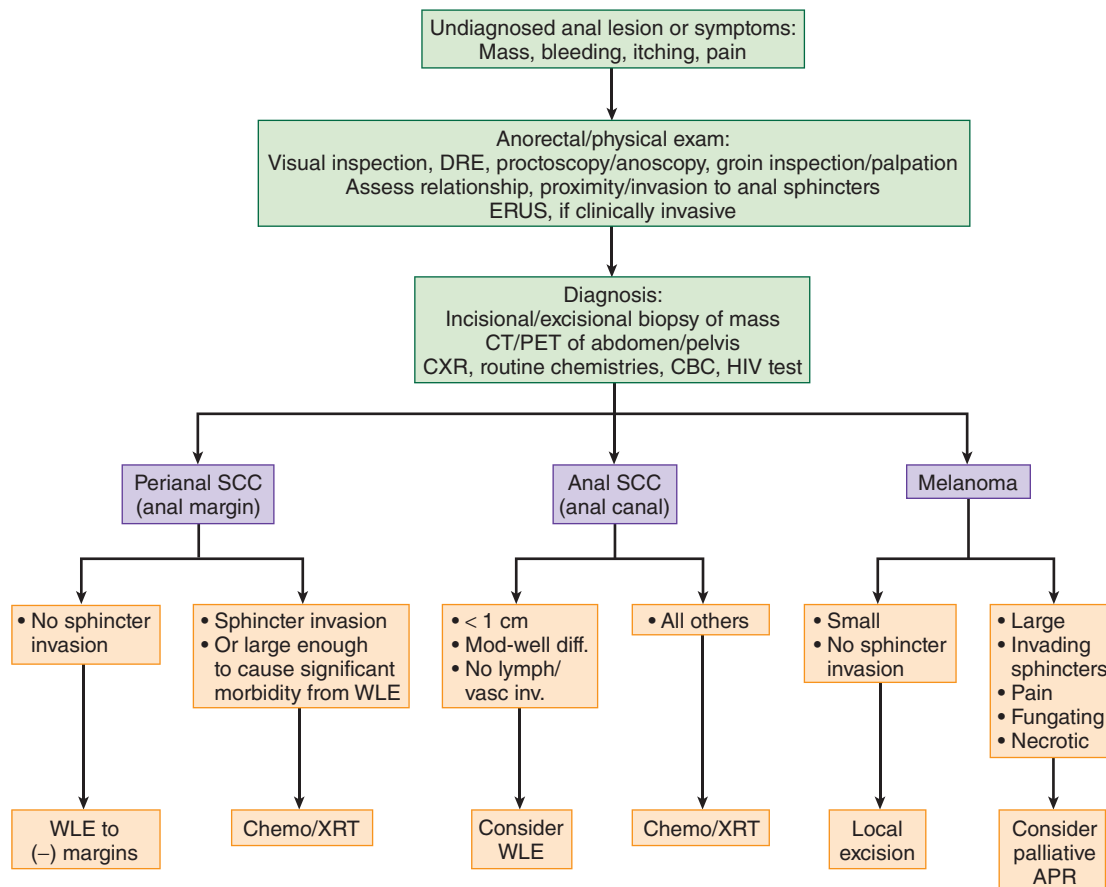 Undiagnosed anal lesion or symptoms:
Mass, bleeding, itching, pain
Anorectal/physical exam:
Visual inspection, DRE, proctoscopy/anoscopy, groin inspection/palpation
Assess relationship, proximity/invasion to anal sphincters
ERUS, if clinically invasive
Diagnosis:
Incisional/excisional biopsy of mass
CT/PET of abdomen/pelvis
CXR, routine chemistries, CBC, HIV test
Perianal SCC
(anal margin)
Anal SCC
(anal canal)
Melanoma
• No sphincter
invasion
• Sphincter invasion
• Or large enough
to cause significant
morbidity from WLE
• < 1 cm
• Mod-well diff.
• No lymph/
vasc inv.
• All others
• Small
• No sphincter
invasion
• Large
• Invading
sphincters
• Pain
• Fungating
• Necrotic
WLE to
(–) margins
Chemo/XRT
Consider
WLE
Chemo/XRT
Local
excision
Consider
palliative
APR